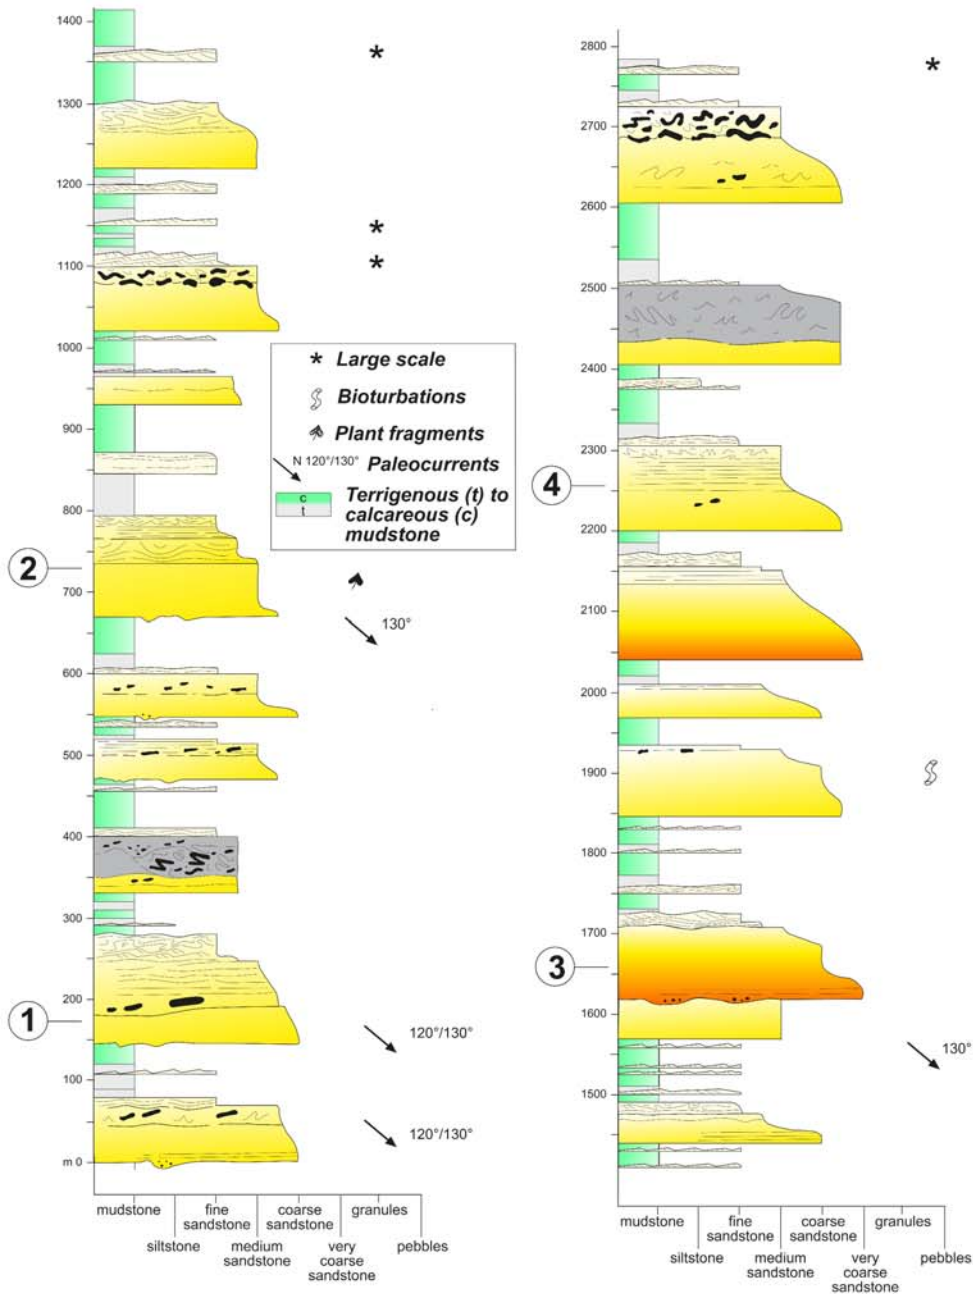 1400
*
1300
1200
*
1100
*
1000
900
800
2
700
130°
600
500
400
300
200
1
120°/130°
100
120°/130°
m 0
mudstone
fine sandstone
coarse sandstone
granules
siltstone
medium sandstone
very coarse sandstone
pebbles
* Large scale
Bioturbations
Plant fragments
N 120°/130° Paleocurrents
c
t
Terrigenous (t) to
calcareous (c)
mudstone
2800
*
2700
2600
2500
2400
2300
4
2200
2100
2000
1900
1800
1700
3
1600
130°
1500
mudstone
fine sandstone
coarse sandstone
granules
siltstone
medium sandstone
very coarse sandstone
pebbles